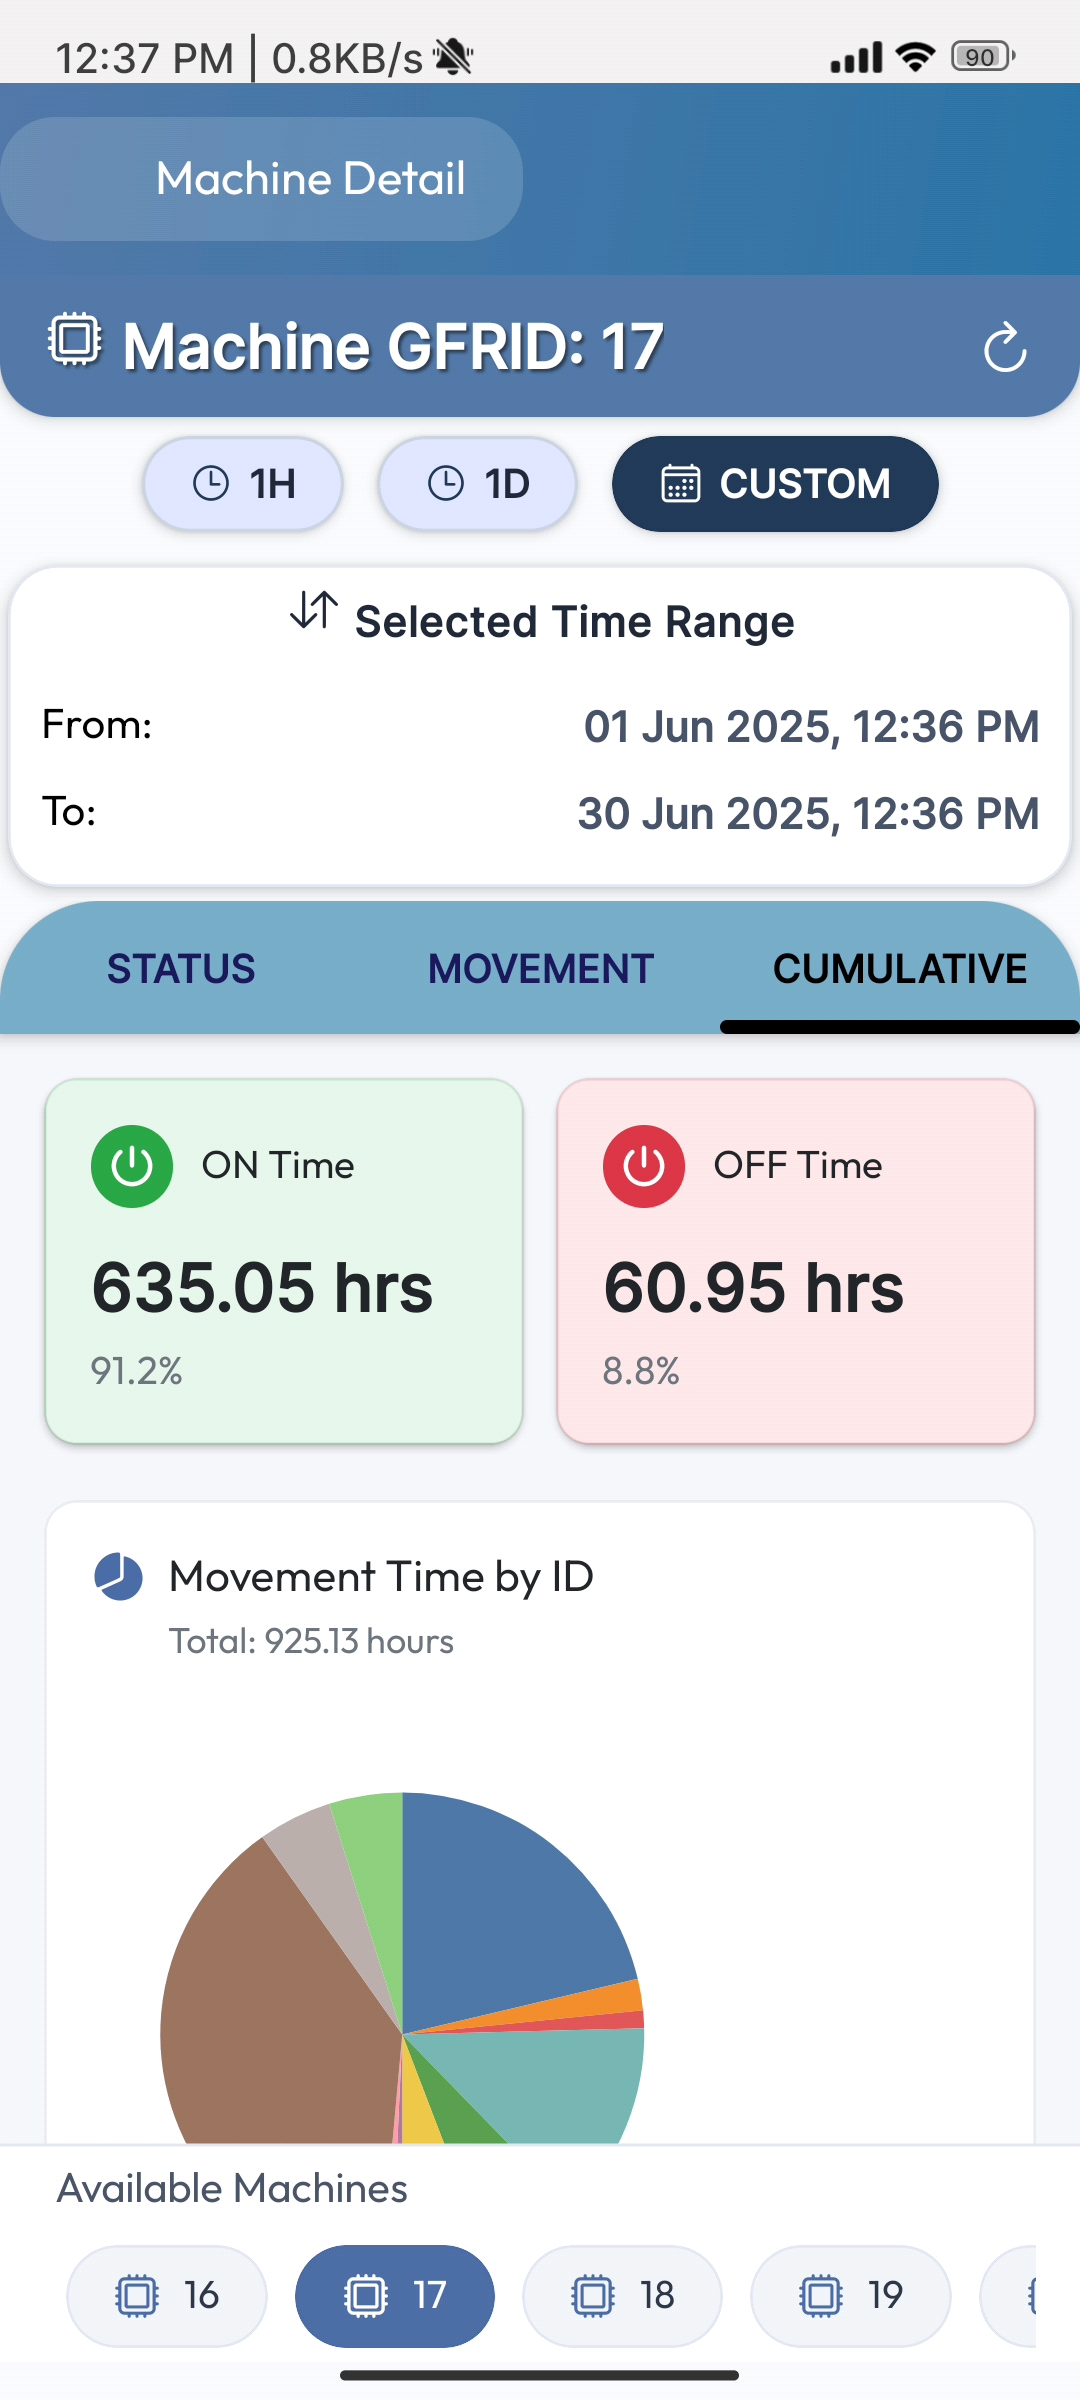 12:37 PM | 0.8KB/s
90
Machine Detail
Machine GFRID: 17
1H 1D CUSTOM
Selected Time Range
From: 01 Jun 2025, 12:36 PM
To: 30 Jun 2025, 12:36 PM
STATUS MOVEMENT CUMULATIVE
ON Time OFF Time
635.05 hrs 60.95 hrs
91.2% 8.8%
Movement Time by ID
Total: 925.13 hours
Available Machines
16 17 18 19